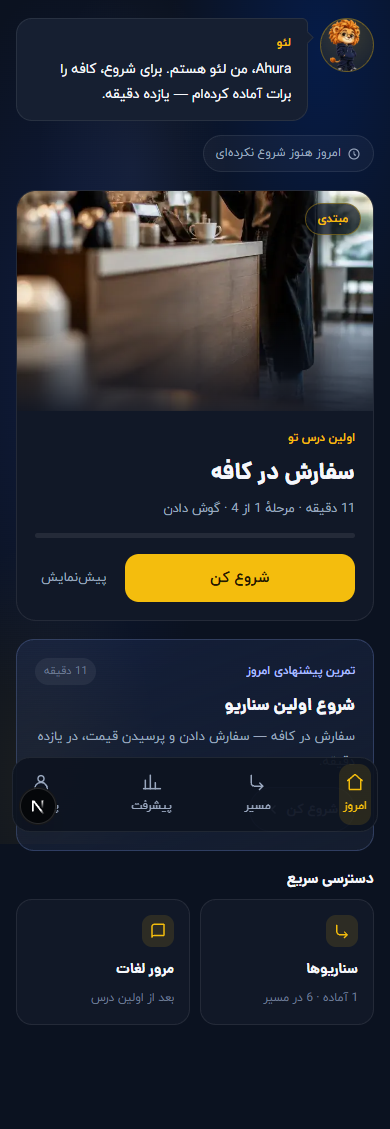 لئو
Ahura، من لئو هستم. برای شروع، کافه را
برات آماده کرده‌ام — یازده دقیقه.
امروز هنوز شروع نکرده‌ای
مبتدی
اولین درس تو
سفارش در کافه
11 دقیقه · مرحلهٔ 1 از 4 · گوش دادن
شروع کن
پیش‌نمایش
تمرین پیشنهادی امروز
11 دقیقه
شروع اولین سناریو
سفارش در کافه — سفارش دادن و پرسیدن قیمت، در یازده
دقیقه.
شروع کن
امروز
مسیر
پیشرفت
N
دسترسی سریع
سناریوها
1 آماده · 6 در مسیر
مرور لغات
بعد از اولین درس